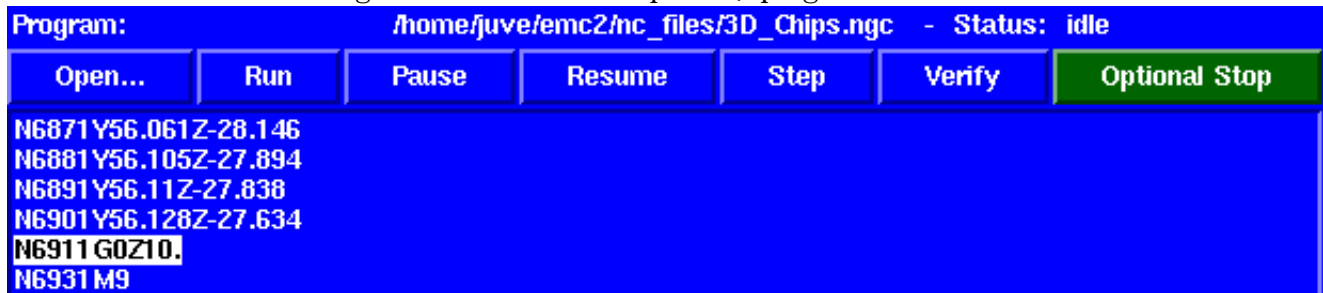 Program: /home/juve/emc2/nc_files/3D_Chips.ngc - Status: idle
Open... Run Pause Resume Step Verify Optional Stop
N6871Y56.061Z-28.146
N6881Y56.105Z-27.894
N6891Y56.11Z-27.838
N6901Y56.128Z-27.634
N6911G0Z10.
N6931M9